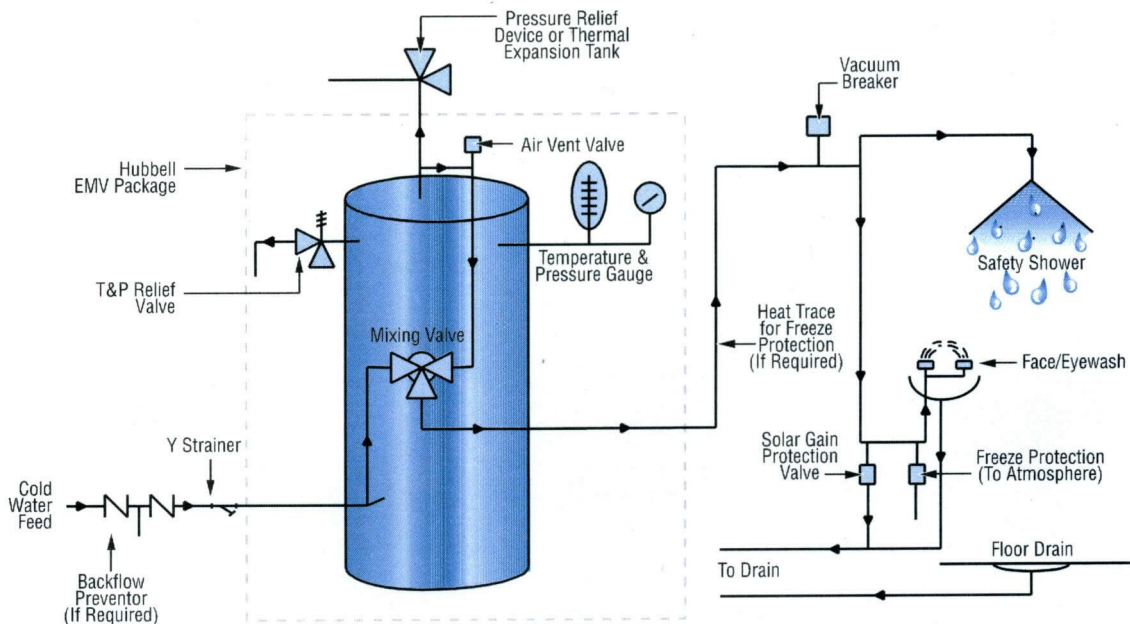 Pressure Relief
Device or Thermal
Expansion Tank
Vacuum
Breaker
Air Vent Valve
Hubbell
EMV Package
Temperature &
Pressure Gauge
Safety Shower
T&P Relief
Valve
Mixing Valve
Heat Trace
for Freeze
Protection
(If Required)
Face/Eyewash
Y Strainer
Solar Gain
Protection
Valve
Freeze Protection
(To Atmosphere)
Cold
Water
Feed
Floor Drain
To Drain
Backflow
Preventor
(If Required)